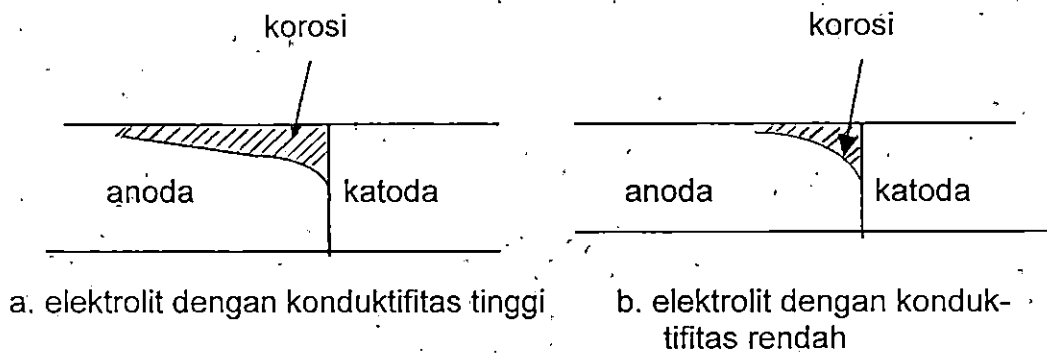 korosi
korosi
anoda
katoda
anoda
katoda
a. elektrolit dengan konduktifitas tinggi
b. elektrolit dengan konduk-
tifitas rendah